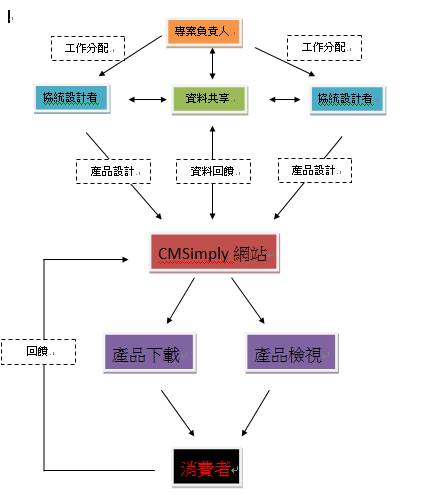 專案負責人
工作分配
工作分配
協統設計者
資料共享
協統設計者
產品設計
資料回饋
產品設計
CMSimply 網站
回饋
產品下載
產品檢視
消費者